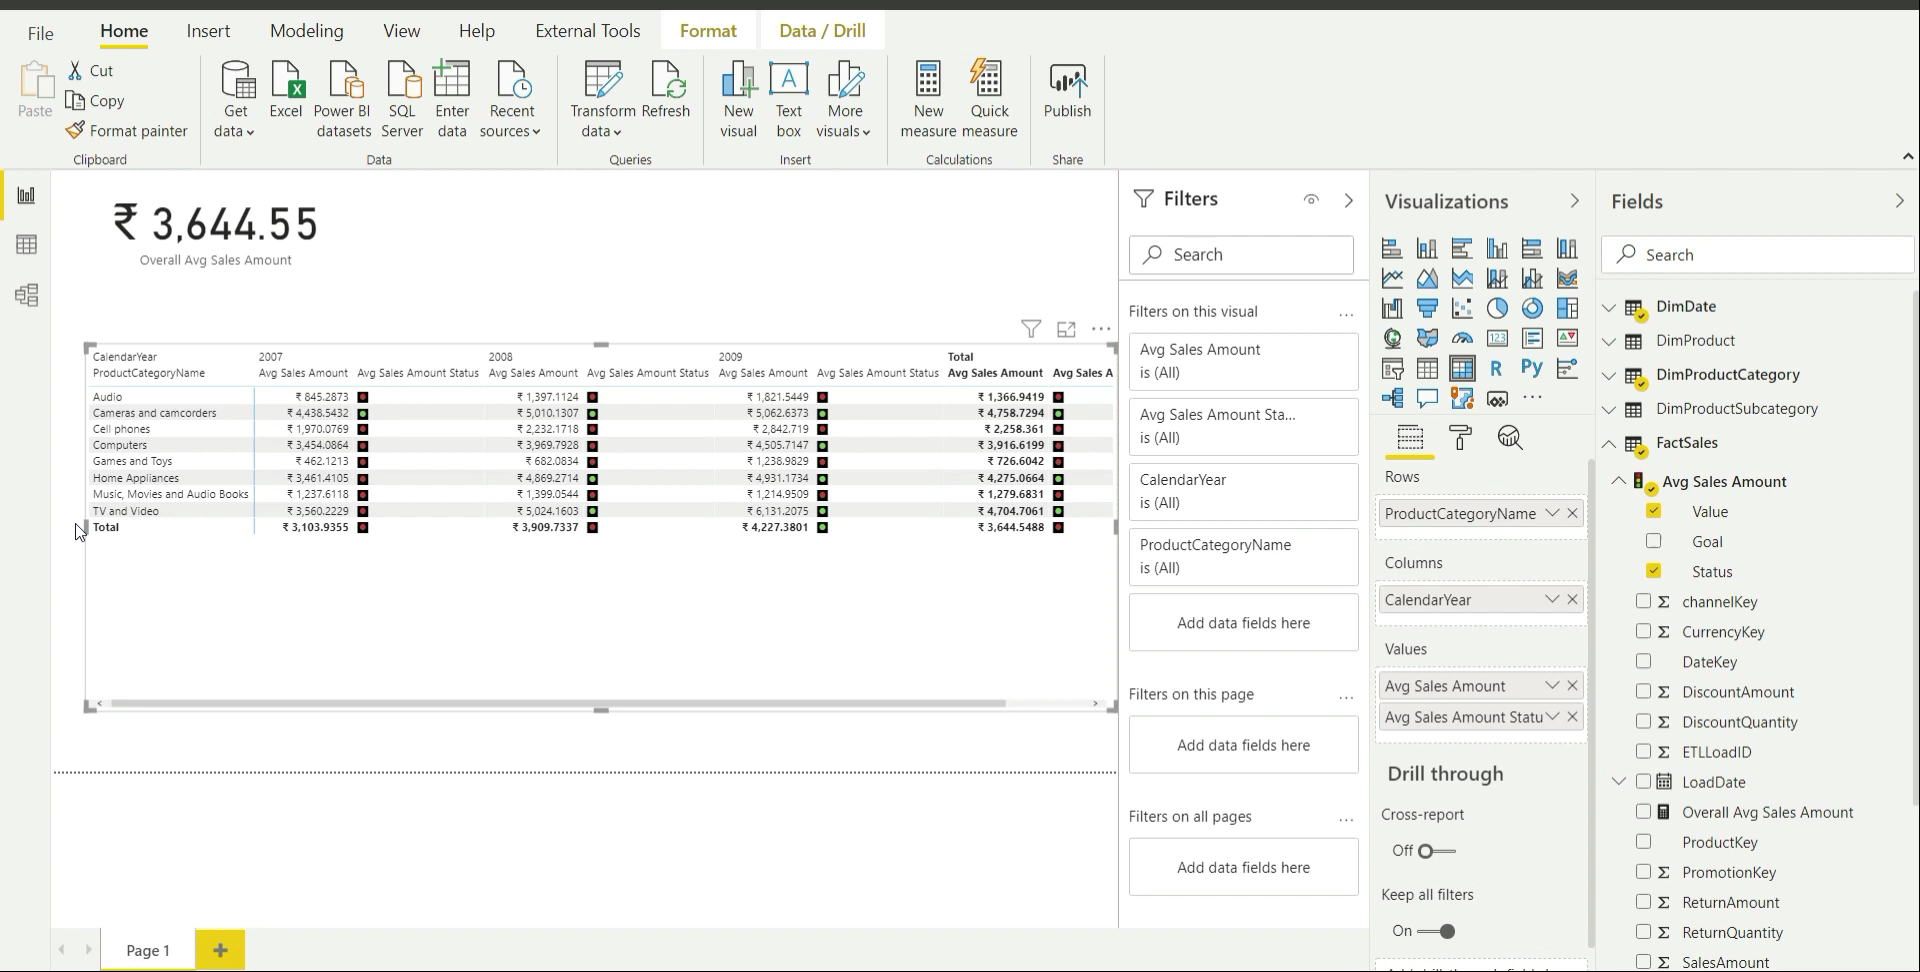 File Home Insert Modeling View Help External Tools Format Data / Drill
Paste
Cut
Copy
Format painter
Clipboard
Get data
Excel
Power BI datasets
SQL Server
Enter data
Recent sources
Data
Transform data
Refresh
Queries
New visual
Text box
More visuals
Insert
New measure
Quick measure
Calculations
Publish
Share
₹ 3,644.55
Overall Avg Sales Amount
CalendarYear 2007 2008 2009 Total
ProductCategoryName Avg Sales Amount Avg Sales Amount Status Avg Sales Amount Avg Sales Amount Status Avg Sales Amount Avg Sales Amount Status Avg Sales Amount Avg Sales A
Audio ₹ 845.2873 ₹ 1,397.1124 ₹ 1,821.5449 ₹ 1,366.9419
Cameras and camcorders ₹ 4,438.5432 ₹ 5,010.1307 ₹ 5,062.6373 ₹ 4,758.7294
Cell phones ₹ 1,970.0769 ₹ 2,232.1718 ₹ 2,842.719 ₹ 2,258.361
Computers ₹ 3,454.0864 ₹ 3,969.7928 ₹ 4,505.7147 ₹ 3,916.6199
Games and Toys ₹ 462.1213 ₹ 682.0834 ₹ 1,238.9829 ₹ 726.6042
Home Appliances ₹ 3,461.4105 ₹ 4,869.2714 ₹ 4,931.1734 ₹ 4,275.0664
Music, Movies and Audio Books ₹ 1,237.6118 ₹ 1,399.0544 ₹ 1,214.9509 ₹ 1,279.6831
TV and Video ₹ 3,560.2229 ₹ 5,024.1603 ₹ 6,131.2075 ₹ 4,704.7061
Total ₹ 3,103.9355 ₹ 3,909.7337 ₹ 4,227.3801 ₹ 3,644.5488
Page 1
Filters
Search
Filters on this visual ...
Avg Sales Amount
is (All)
Avg Sales Amount Sta...
is (All)
CalendarYear
is (All)
ProductCategoryName
is (All)
Add data fields here
Filters on this page ...
Add data fields here
Filters on all pages ...
Add data fields here
Visualizations
123
R Py
...
Rows
ProductCategoryName
Columns
CalendarYear
Values
Avg Sales Amount
Avg Sales Amount Statu
Drill through
Cross-report
Off
Keep all filters
On
Fields
Search
DimDate
DimProduct
DimProductCategory
DimProductSubcategory
FactSales
Avg Sales Amount
Value
Goal
Status
Σ channelKey
Σ CurrencyKey
DateKey
Σ DiscountAmount
Σ DiscountQuantity
Σ ETLLoadID
LoadDate
Overall Avg Sales Amount
ProductKey
Σ PromotionKey
Σ ReturnAmount
Σ ReturnQuantity
Σ SalesAmount